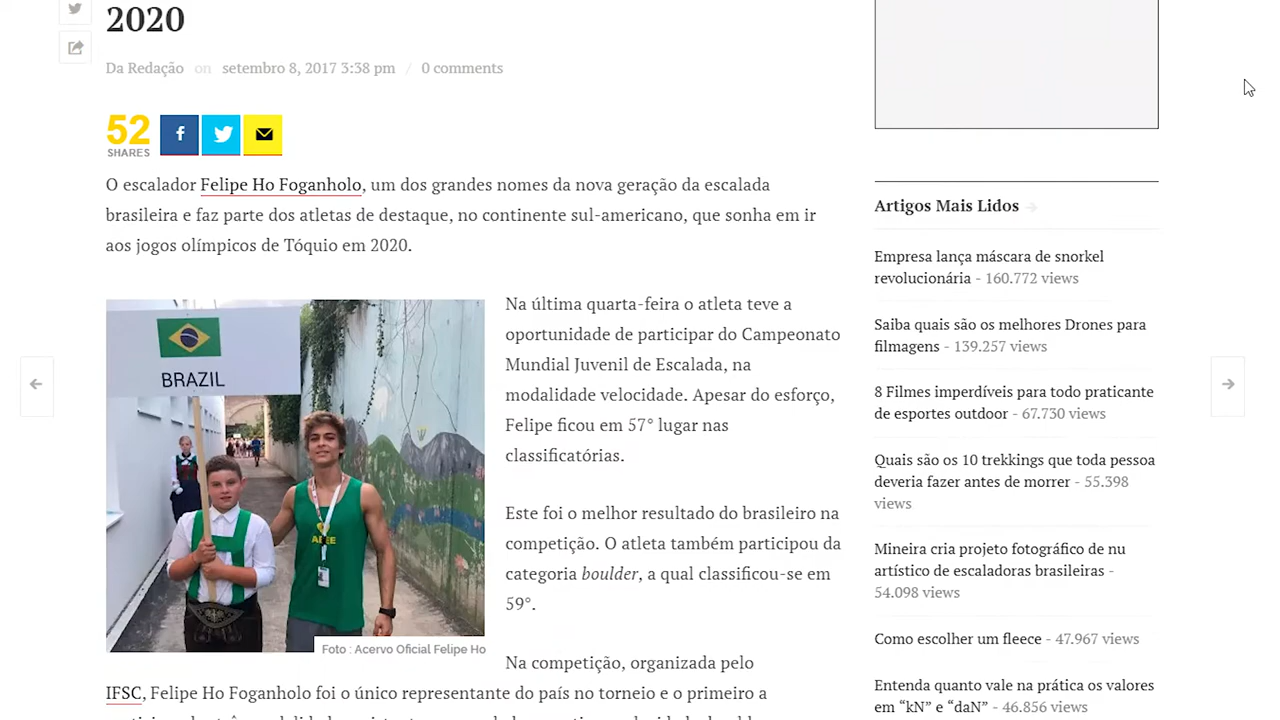 2020
Da Redação on setembro 8, 2017 3:38 pm / 0 comments
52
SHARES
O escalador Felipe Ho Foganholo, um dos grandes nomes da nova geração da escalada
brasileira e faz parte dos atletas de destaque, no continente sul-americano, que sonha em ir
aos jogos olímpicos de Tóquio em 2020.
BRAZIL
Foto : Acervo Oficial Felipe Ho
Na última quarta-feira o atleta teve a
oportunidade de participar do Campeonato
Mundial Juvenil de Escalada, na
modalidade velocidade. Apesar do esforço,
Felipe ficou em 57° lugar nas
classificatórias.
Este foi o melhor resultado do brasileiro na
competição. O atleta também participou da
categoria boulder, a qual classificou-se em
59°.
Na competição, organizada pelo
IFSC, Felipe Ho Foganholo foi o único representante do país no torneio e o primeiro a
Artigos Mais Lidos
Empresa lança máscara de snorkel
revolucionária - 160.772 views
Saiba quais são os melhores Drones para
filmagens - 139.257 views
8 Filmes imperdíveis para todo praticante
de esportes outdoor - 67.730 views
Quais são os 10 trekkings que toda pessoa
deveria fazer antes de morrer - 55.398
views
Mineira cria projeto fotográfico de nu
artístico de escaladoras brasileiras -
54.098 views
Como escolher um fleece - 47.967 views
Entenda quanto vale na prática os valores
em “kN” e “daN” - 46.856 views